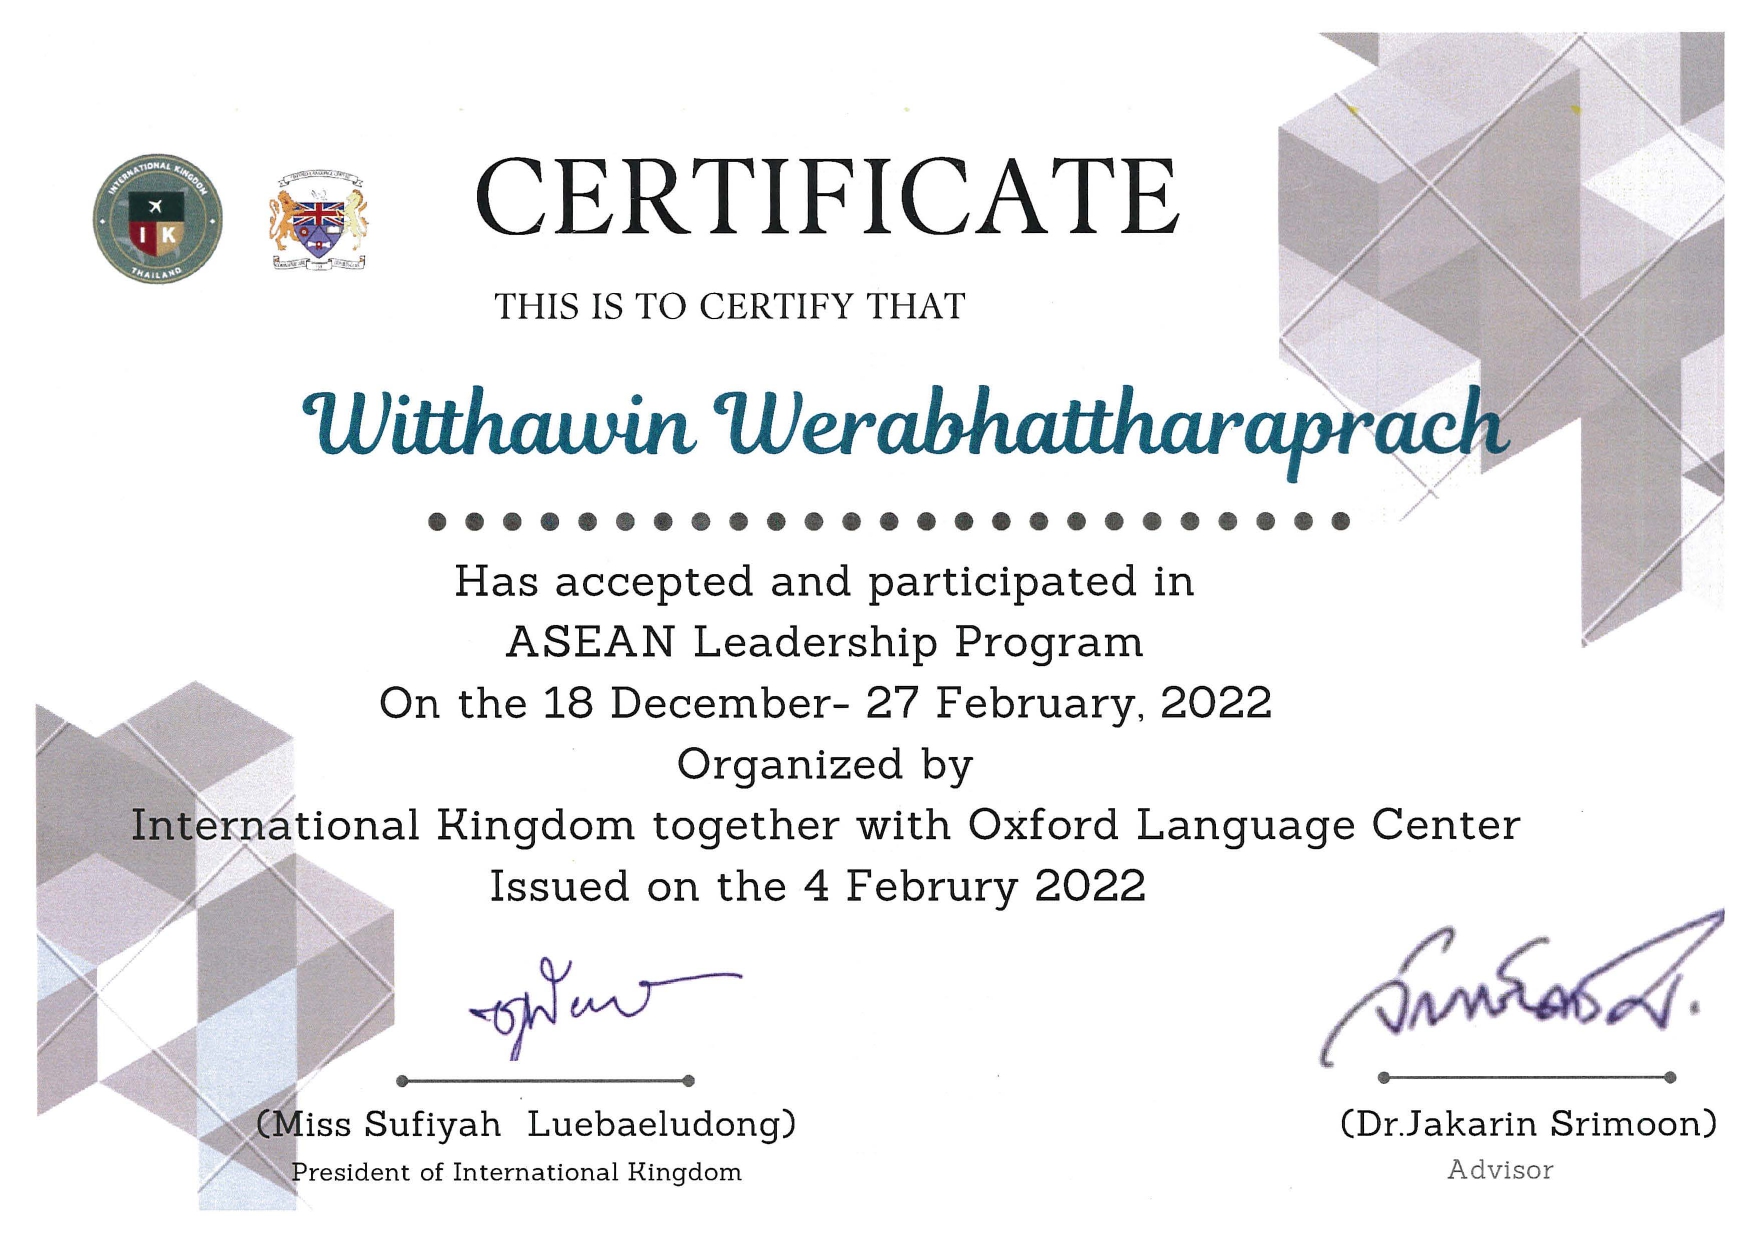 INTERNATIONAL KINGDOM
IK
THAILAND
CERTIFICATE
THIS IS TO CERTIFY THAT
Witthawin Werabhattharaprach
Has accepted and participated in
ASEAN Leadership Program
On the 18 December- 27 February, 2022
Organized by
International Kingdom together with Oxford Language Center
Issued on the 4 Februry 2022
(Miss Sufiyah Luebaeludong)
President of International Kingdom
(Dr.Jakarin Srimoon)
Advisor